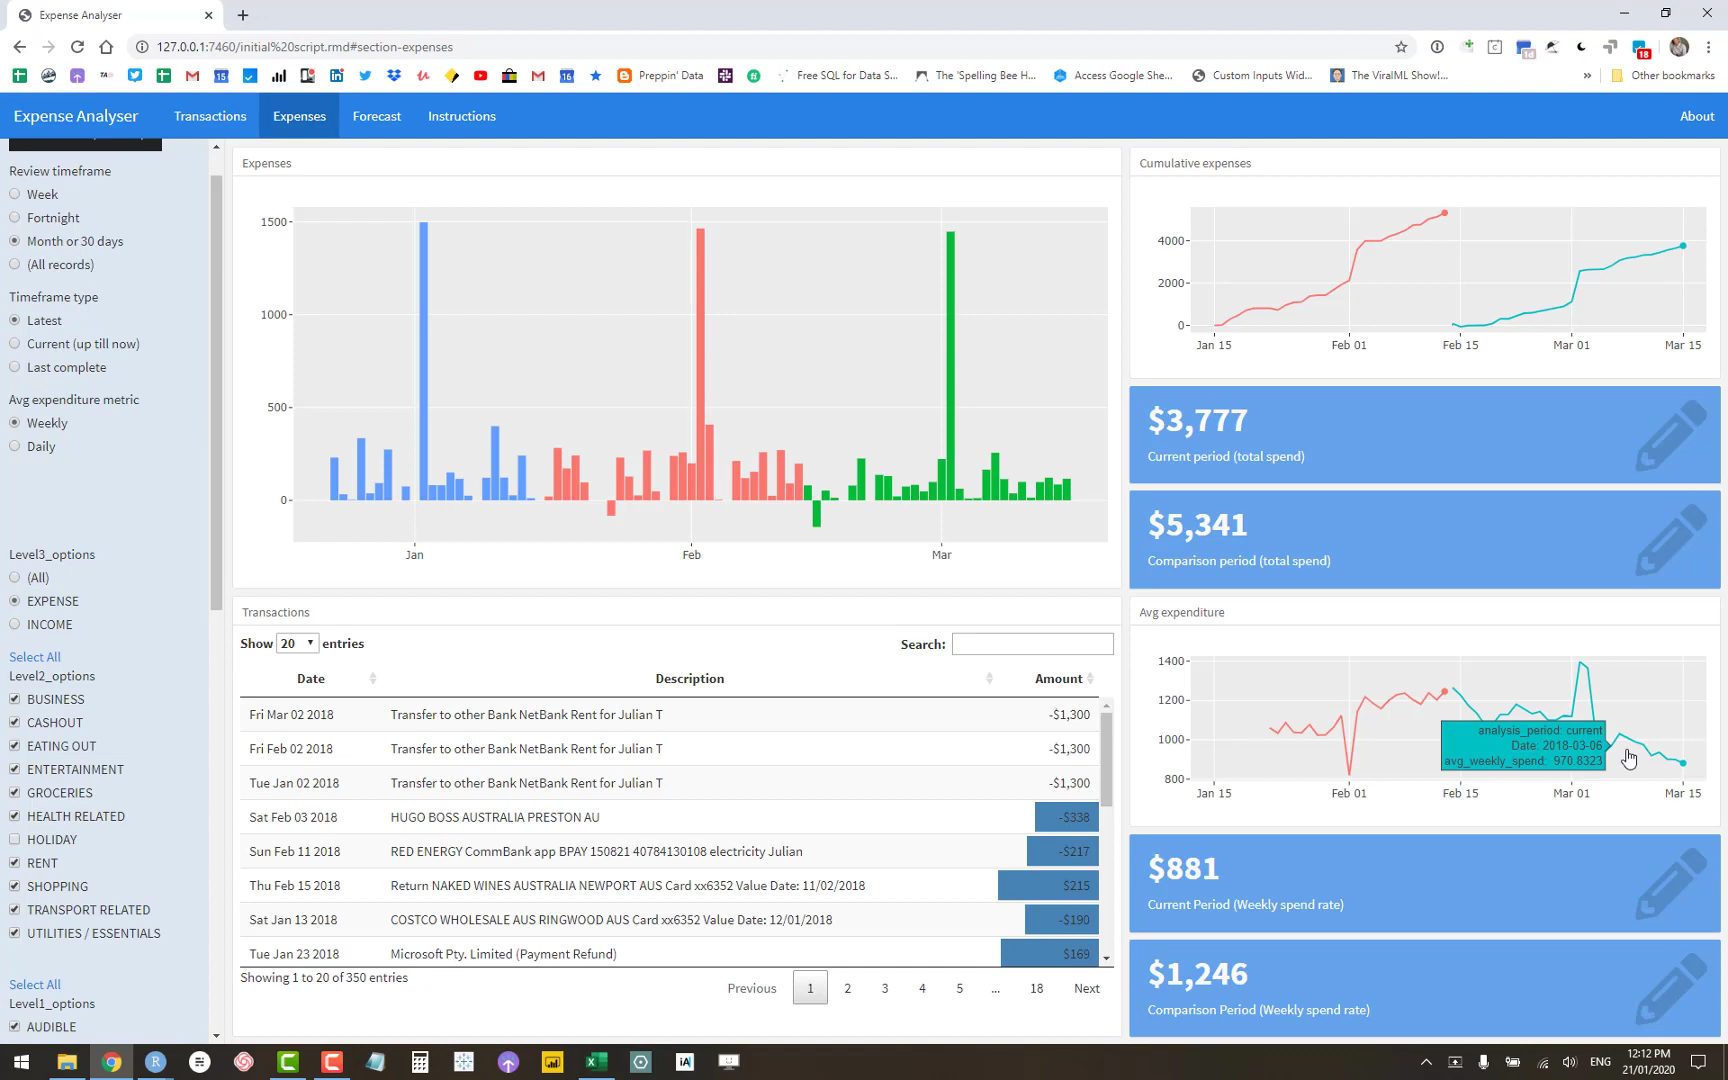 Expense Analyser
127.0.0.1:7460/initial%20script.rmd#section-expenses
Preppin' Data
Free SQL for Data S...
The 'Spelling Bee H...
Access Google She...
Custom Inputs Wid...
The ViralML Show!...
»
Other bookmarks
Expense Analyser
Transactions
Expenses
Forecast
Instructions
About
Review timeframe
Week
Fortnight
Month or 30 days
(All records)
Timeframe type
Latest
Current (up till now)
Last complete
Avg expenditure metric
Weekly
Daily
Level3_options
(All)
EXPENSE
INCOME
Select All
Level2_options
BUSINESS
CASHOUT
EATING OUT
ENTERTAINMENT
GROCERIES
HEALTH RELATED
HOLIDAY
RENT
SHOPPING
TRANSPORT RELATED
UTILITIES / ESSENTIALS
Select All
Level1_options
AUDIBLE
Expenses
1500
1000
500
0
Jan Feb Mar
Transactions
Show 20 entries
Search:
Date Description Amount
Fri Mar 02 2018 Transfer to other Bank NetBank Rent for Julian T -$1,300
Fri Feb 02 2018 Transfer to other Bank NetBank Rent for Julian T -$1,300
Tue Jan 02 2018 Transfer to other Bank NetBank Rent for Julian T -$1,300
Sat Feb 03 2018 HUGO BOSS AUSTRALIA PRESTON AU -$338
Sun Feb 11 2018 RED ENERGY CommBank app BPAY 150821 40784130108 electricity Julian -$217
Thu Feb 15 2018 Return NAKED WINES AUSTRALIA NEWPORT AUS Card xx6352 Value Date: 11/02/2018 $215
Sat Jan 13 2018 COSTCO WHOLESALE AUS RINGWOOD AUS Card xx6352 Value Date: 12/01/2018 -$190
Tue Jan 23 2018 Microsoft Pty. Limited (Payment Refund) $169
Showing 1 to 20 of 350 entries
Previous 1 2 3 4 5 ... 18 Next
Cumulative expenses
4000
2000
0
Jan 15 Feb 01 Feb 15 Mar 01 Mar 15
$3,777
Current period (total spend)
$5,341
Comparison period (total spend)
Avg expenditure
1400
1200
1000
800
analysis_period: current
Date: 2018-03-06
avg_weekly_spend: 970.8323
Jan 15 Feb 01 Feb 15 Mar 01 Mar 15
$881
Current Period (Weekly spend rate)
$1,246
Comparison Period (Weekly spend rate)
ENG
12:12 PM
21/01/2020